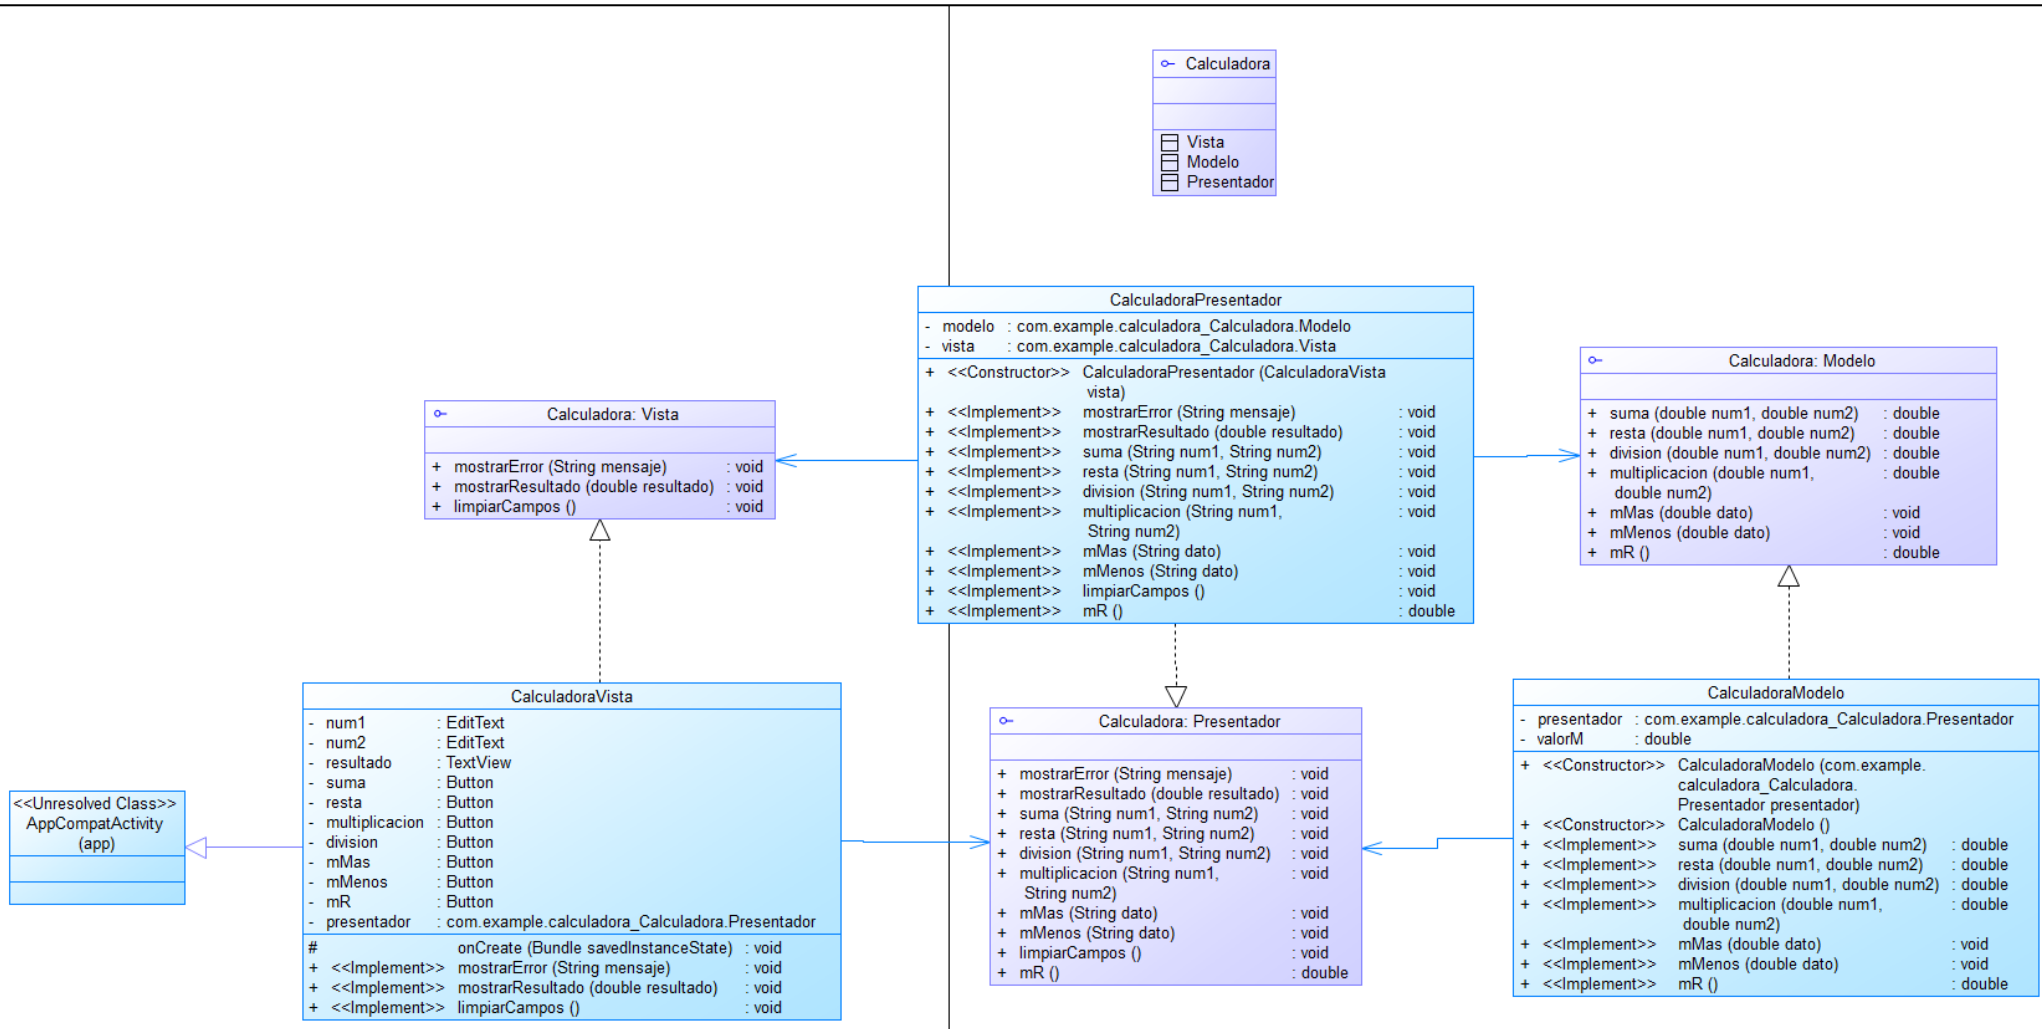 Calculadora
Vista
Modelo
Presentador
CalculadoraPresentador
- modelo : com.example.calculadora_Calculadora.Modelo
- vista : com.example.calculadora_Calculadora.Vista
+ <<Constructor>> CalculadoraPresentador (CalculadoraVista
vista)
+ <<Implement>> mostrarError (String mensaje) : void
+ <<Implement>> mostrarResultado (double resultado) : void
+ <<Implement>> suma (String num1, String num2) : void
+ <<Implement>> resta (String num1, String num2) : void
+ <<Implement>> division (String num1, String num2) : void
+ <<Implement>> multiplicacion (String num1, : void
String num2)
+ <<Implement>> mMas (String dato) : void
+ <<Implement>> mMenos (String dato) : void
+ <<Implement>> limpiarCampos () : void
+ <<Implement>> mR () : double
Calculadora: Modelo
+ suma (double num1, double num2) : double
+ resta (double num1, double num2) : double
+ division (double num1, double num2) : double
+ multiplicacion (double num1, : double
double num2)
+ mMas (double dato) : void
+ mMenos (double dato) : void
+ mR () : double
Calculadora: Vista
+ mostrarError (String mensaje) : void
+ mostrarResultado (double resultado) : void
+ limpiarCampos () : void
CalculadoraVista
- num1 : EditText
- num2 : EditText
- resultado : TextView
- suma : Button
- resta : Button
- multiplicacion : Button
- division : Button
- mMas : Button
- mMenos : Button
- mR : Button
- presentador : com.example.calculadora_Calculadora.Presentador
# onCreate (Bundle savedInstanceState) : void
+ <<Implement>> mostrarError (String mensaje) : void
+ <<Implement>> mostrarResultado (double resultado) : void
+ <<Implement>> limpiarCampos () : void
<<Unresolved Class>>
AppCompatActivity
(app)
Calculadora: Presentador
+ mostrarError (String mensaje) : void
+ mostrarResultado (double resultado) : void
+ suma (String num1, String num2) : void
+ resta (String num1, String num2) : void
+ division (String num1, String num2) : void
+ multiplicacion (String num1, : void
String num2)
+ mMas (String dato) : void
+ mMenos (String dato) : void
+ limpiarCampos () : void
+ mR () : double
CalculadoraModelo
- presentador : com.example.calculadora_Calculadora.Presentador
- valorM : double
+ <<Constructor>> CalculadoraModelo (com.example.
calculadora_Calculadora.
Presentador presentador)
+ <<Constructor>> CalculadoraModelo ()
+ <<Implement>> suma (double num1, double num2) : double
+ <<Implement>> resta (double num1, double num2) : double
+ <<Implement>> division (double num1, double num2) : double
+ <<Implement>> multiplicacion (double num1, : double
double num2)
+ <<Implement>> mMas (double dato) : void
+ <<Implement>> mMenos (double dato) : void
+ <<Implement>> mR () : double